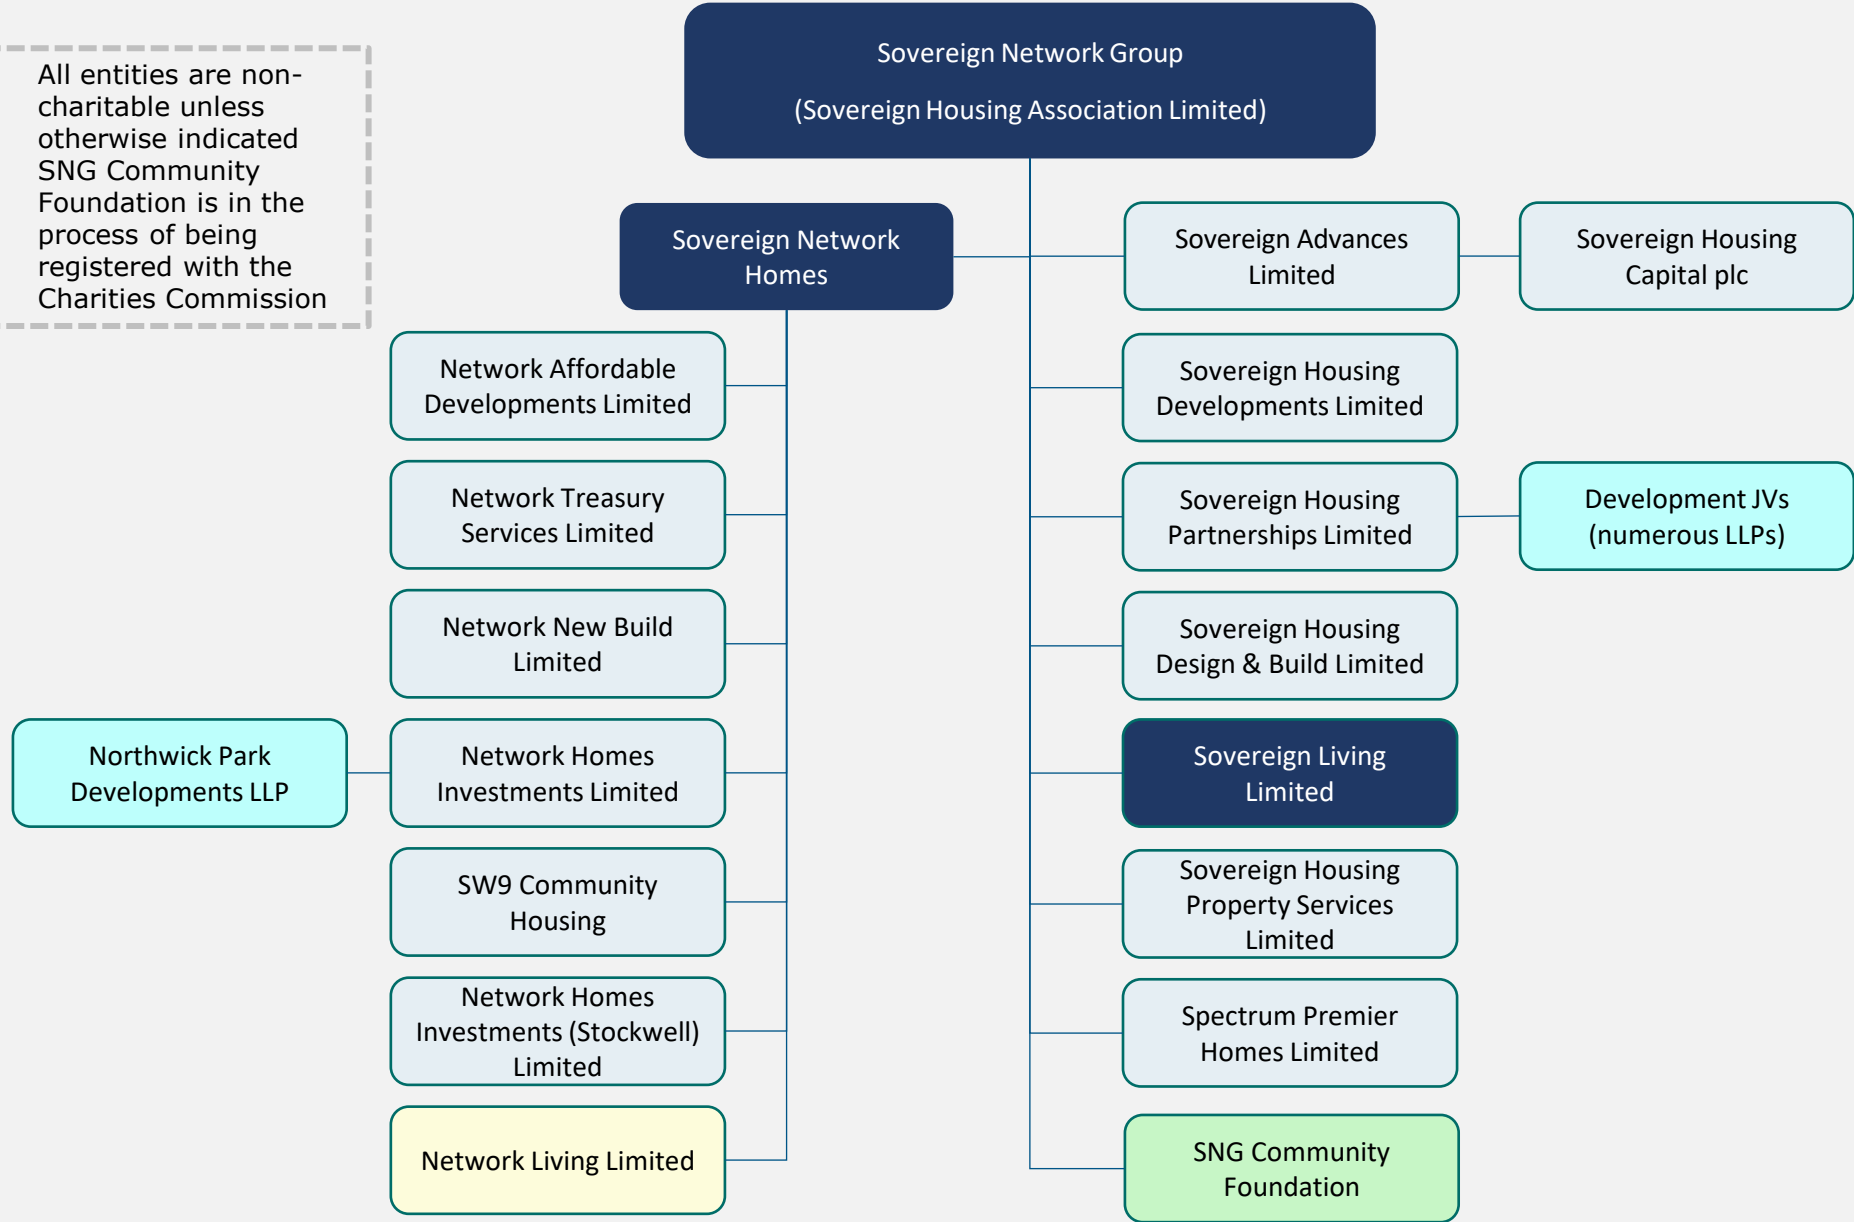 All entities are non-
charitable unless
otherwise indicated
SNG Community
Foundation is in the
process of being
registered with the
Charities Commission
Sovereign Network Group
(Sovereign Housing Association Limited)
Sovereign Network
Homes
Sovereign Advances
Limited
Sovereign Housing
Capital plc
Network Affordable
Developments Limited
Sovereign Housing
Developments Limited
Network Treasury
Services Limited
Sovereign Housing
Partnerships Limited
Development JVs
(numerous LLPs)
Network New Build
Limited
Sovereign Housing
Design & Build Limited
Northwick Park
Developments LLP
Network Homes
Investments Limited
Sovereign Living
Limited
SW9 Community
Housing
Sovereign Housing
Property Services
Limited
Network Homes
Investments (Stockwell)
Limited
Spectrum Premier
Homes Limited
Network Living Limited
SNG Community
Foundation